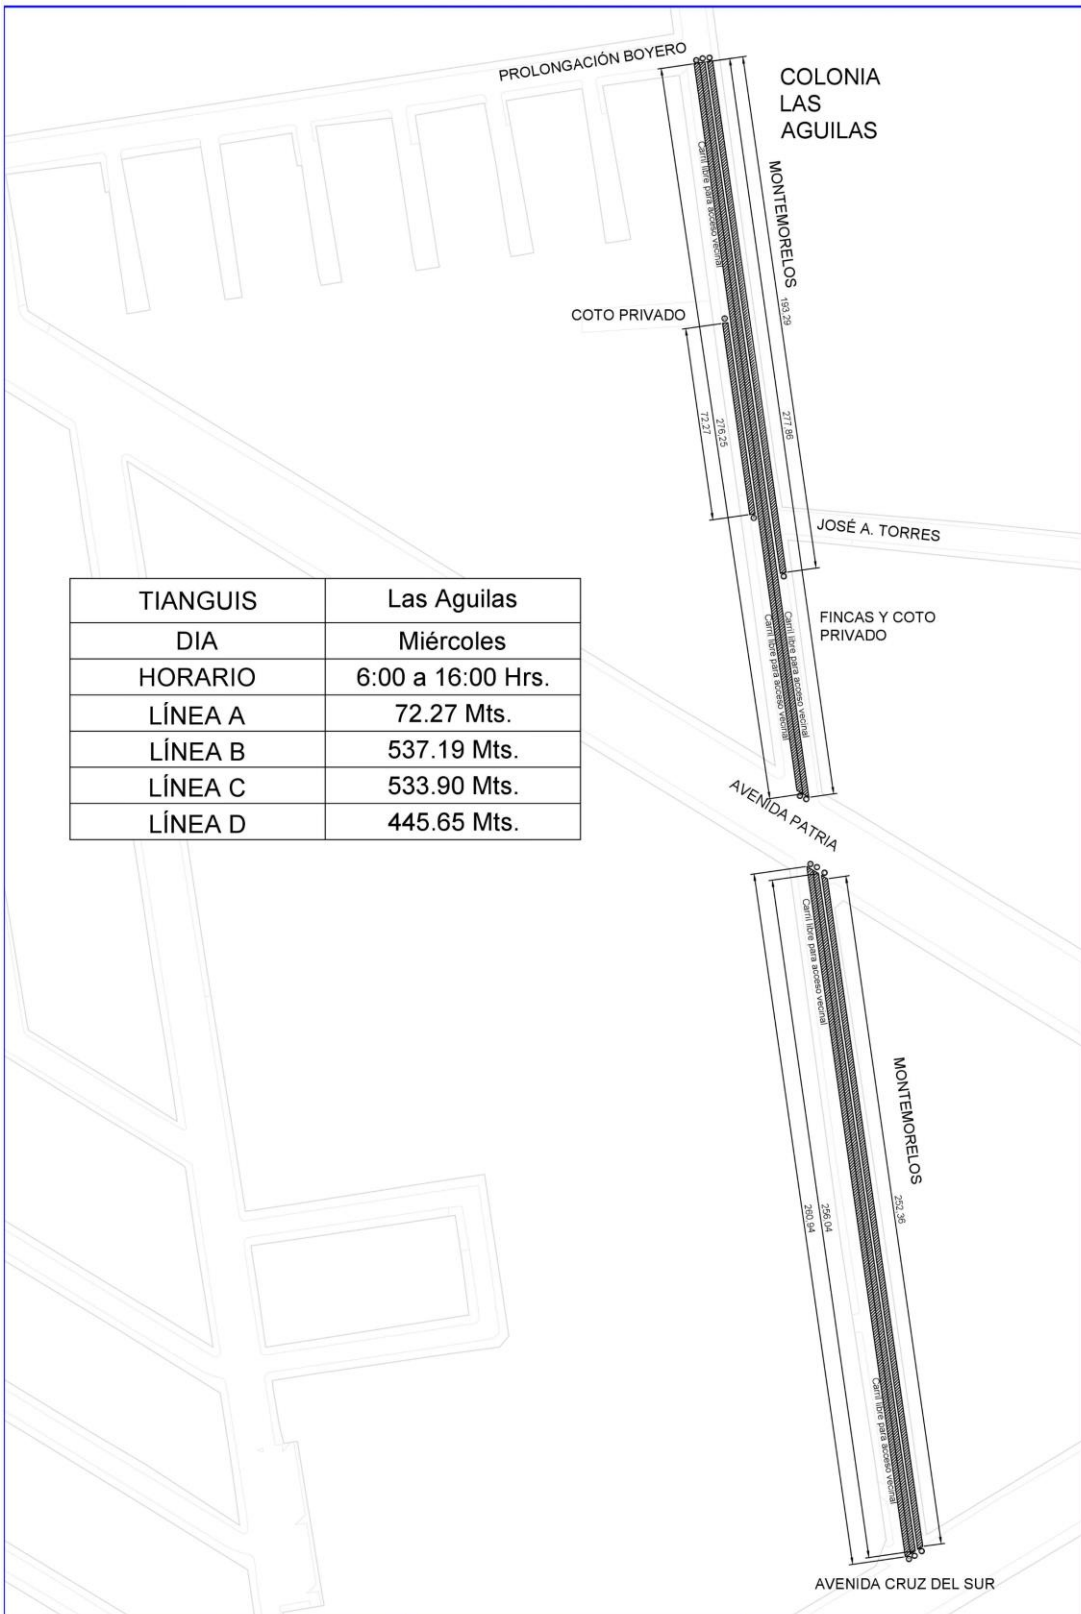 PROLONGACIÓN BOYERO
COLONIA
LAS
AGUILAS
Carril libre para acceso vecinal
MONTEMORELOS
193.29
COTO PRIVADO
72.27
276.25
277.86
JOSÉ A. TORRES
FINCAS Y COTO
PRIVADO
Carril libre para acceso vecinal
Carril libre para acceso vecinal
TIANGUIS Las Aguilas
DIA Miércoles
HORARIO 6:00 a 16:00 Hrs.
LÍNEA A 72.27 Mts.
LÍNEA B 537.19 Mts.
LÍNEA C 533.90 Mts.
LÍNEA D 445.65 Mts.
AVENIDA PATRIA
Carril libre para acceso vecinal
MONTEMORELOS
260.94
256.04
252.36
Carril libre para acceso vecinal
AVENIDA CRUZ DEL SUR